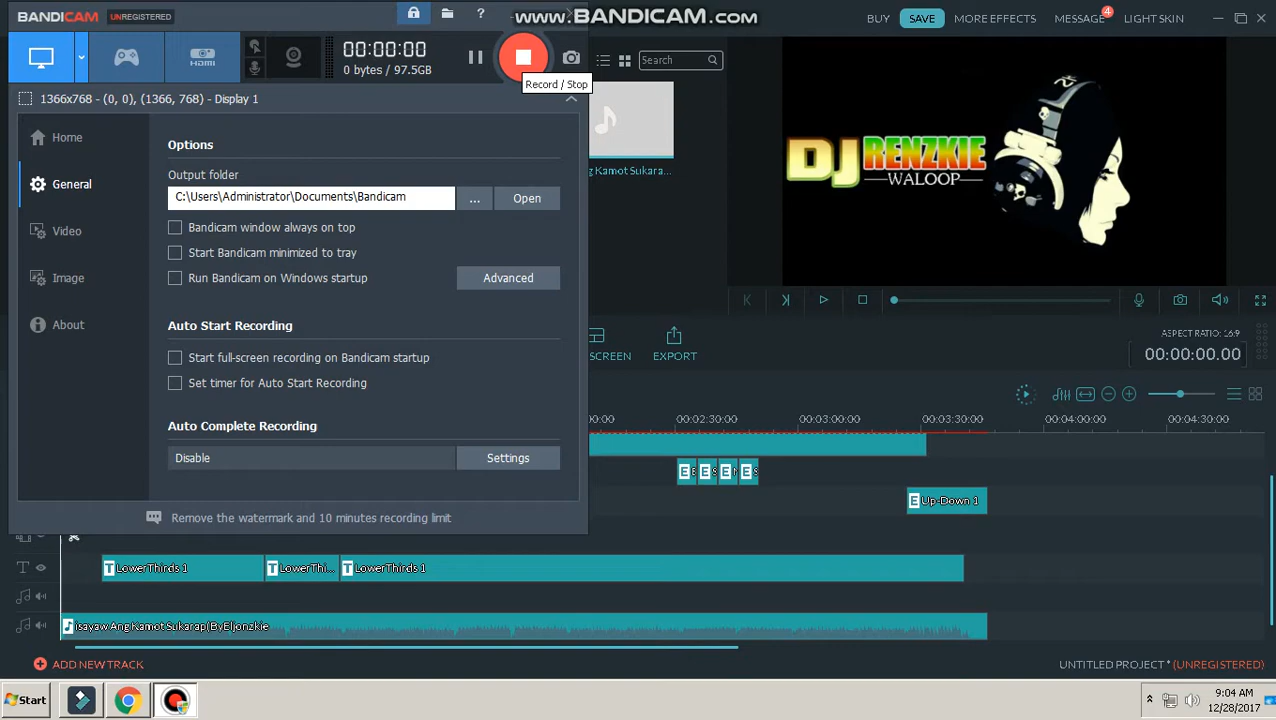 BANDICAM UNREGISTERED
www.BANDICAM.com
BUY SAVE MORE EFFECTS MESSAGE 4 LIGHT SKIN
HDMI
00:00:00
0 bytes / 97.5GB
Search
Record / Stop
1366x768 - (0, 0), (1366, 768) - Display 1
Home
General
Video
Image
About
Options
Output folder
C:\Users\Administrator\Documents\Bandicam
... Open
Bandicam window always on top
Start Bandicam minimized to tray
Run Bandicam on Windows startup
Advanced
Auto Start Recording
Start full-screen recording on Bandicam startup
Set timer for Auto Start Recording
Auto Complete Recording
Disable Settings
Remove the watermark and 10 minutes recording limit
g Kamot Sukara...
DJ RENZKIE
WALOOP
SCREEN EXPORT
ASPECT RATIO: 16:9
00:00:00.00
00:00 00:02:30:00 00:03:00:00 00:03:30:00 00:04:00:00 00:04:30:00
E E E E
E Up-Down 1
T LowerThirds 1 T LowerThi... T LowerThirds 1
isayaw Ang Kamot Sukarap(ByEljonzkie
ADD NEW TRACK
UNTITLED PROJECT * (UNREGISTERED)
Start
9:04 AM
12/28/2017